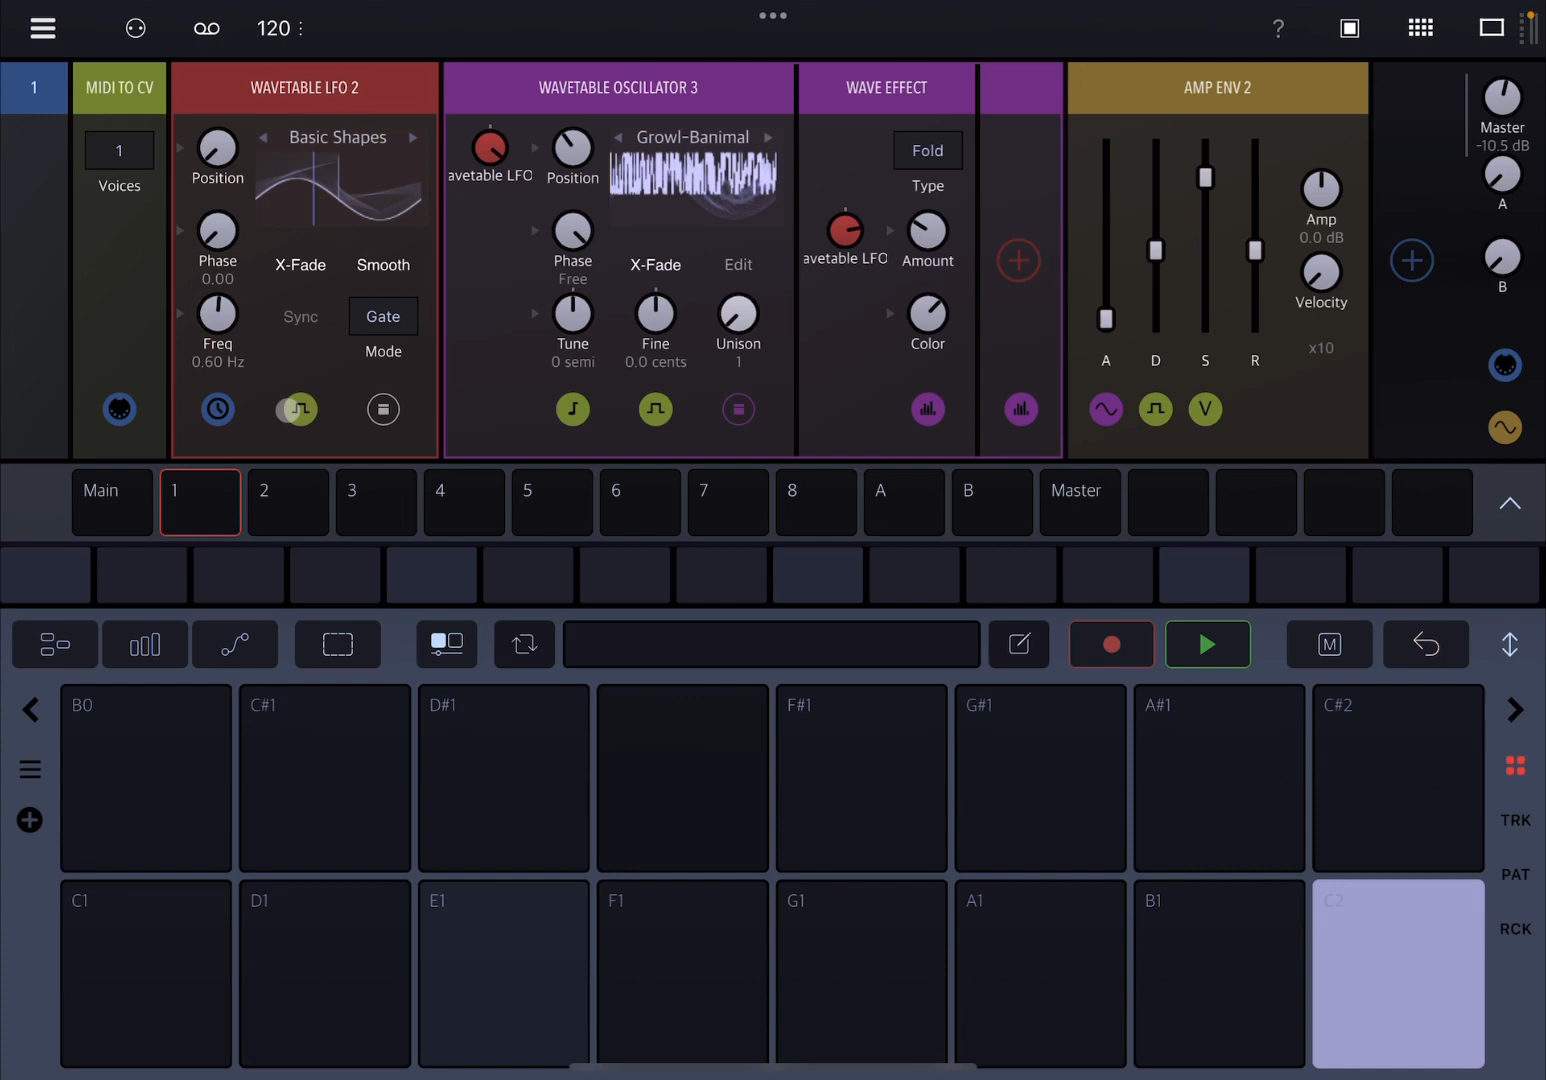 120
?
1
MIDI TO CV
WAVETABLE LFO 2
WAVETABLE OSCILLATOR 3
WAVE EFFECT
AMP ENV 2
1
Voices
Position
Basic Shapes
Phase
0.00
X-Fade
Smooth
Freq
0.60 Hz
Sync
Gate
Mode
avetable LFO
Position
Growl-Banimal
Phase
Free
X-Fade
Edit
Tune
0 semi
Fine
0.0 cents
Unison
1
Fold
Type
avetable LFO
Amount
Color
A
D
S
R
Amp
0.0 dB
Velocity
x10
V
Master
-10.5 dB
A
B
Main
1
2
3
4
5
6
7
8
A
B
Master
M
B0
C#1
D#1
F#1
G#1
A#1
C#2
TRK
PAT
RCK
C1
D1
E1
F1
G1
A1
B1
C2